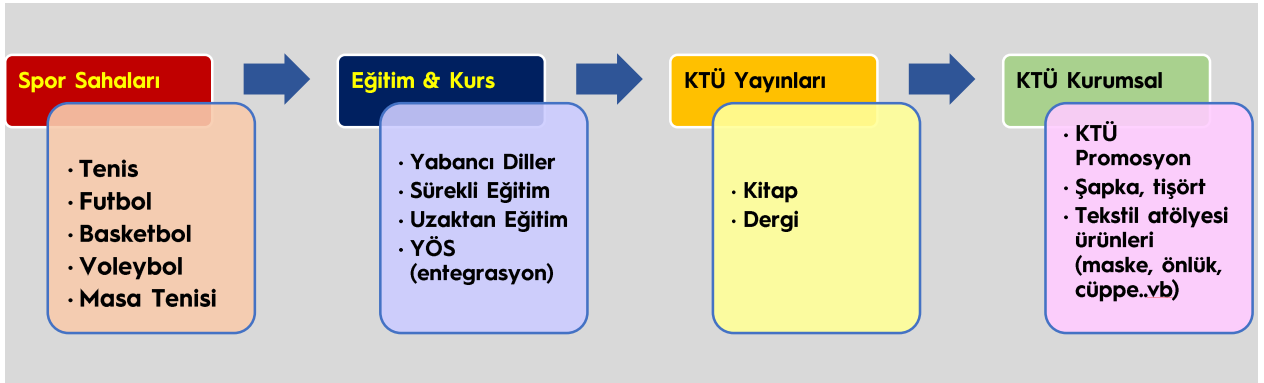 Spor Sahaları
· Tenis
· Futbol
· Basketbol
· Voleybol
· Masa Tenisi
Eğitim & Kurs
· Yabancı Diller
· Sürekli Eğitim
· Uzaktan Eğitim
· YÖS
(entegrasyon)
KTÜ Yayınları
· Kitap
· Dergi
KTÜ Kurumsal
· KTÜ
Promosyon
· Şapka, tişört
· Tekstil atölyesi
ürünleri
(maske, önlük,
cüppe..vb)